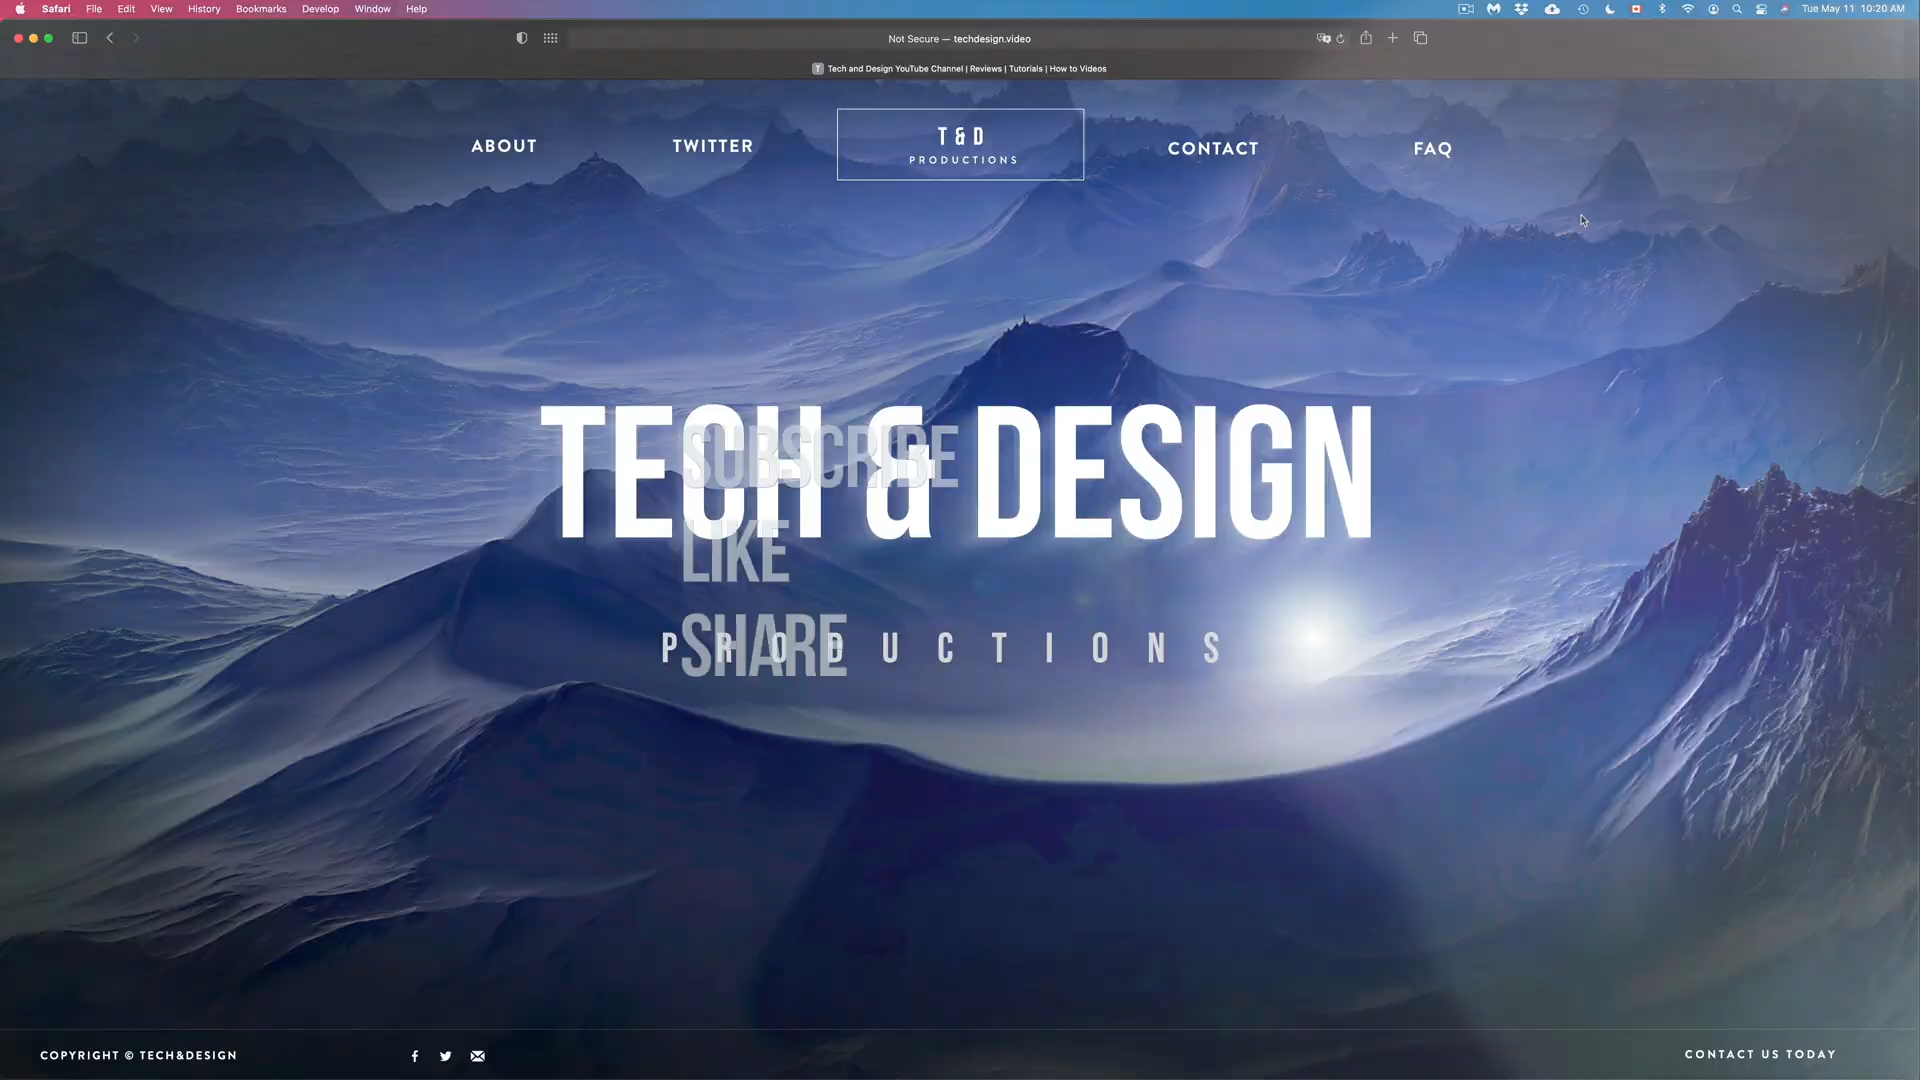 Safari File Edit View History Bookmarks Develop Window Help Tue May 11 10:20 AM
Not Secure — techdesign.video
T Tech and Design YouTube Channel | Reviews | Tutorials | How to Videos
ABOUT TWITTER T & D CONTACT FAQ
PRODUCTIONS
TECH & DESIGN
SUBSCRIBE
LIKE
SHARE
PRODUCTIONS
COPYRIGHT © TECH&DESIGN CONTACT US TODAY